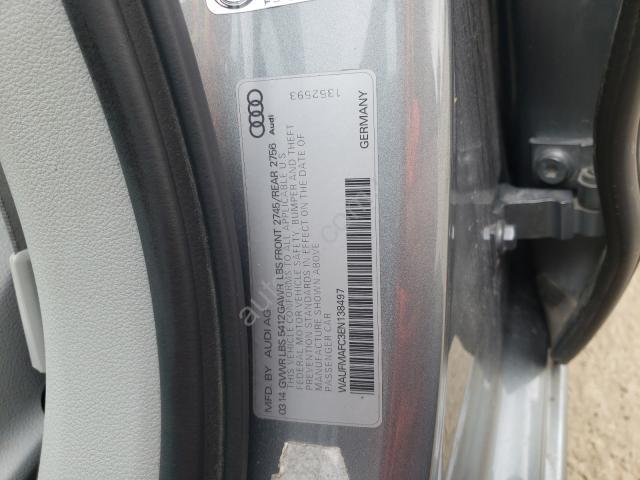 MFD. BY AUDI AG
03 14 GVWR LBS 5412 GAWR LBS FRONT 2745/REAR 2756
THIS VEHICLE CONFORMS TO ALL APPLICABLE U.S.
FEDERAL MOTOR VEHICLE SAFETY, BUMPER AND THEFT
PREVENTION STANDARDS IN EFFECT ON THE DATE OF
MANUFACTURE SHOWN ABOVE
PASSENGER CAR
WAUFMAFC3EN138497
Audi
1352593
GERMANY